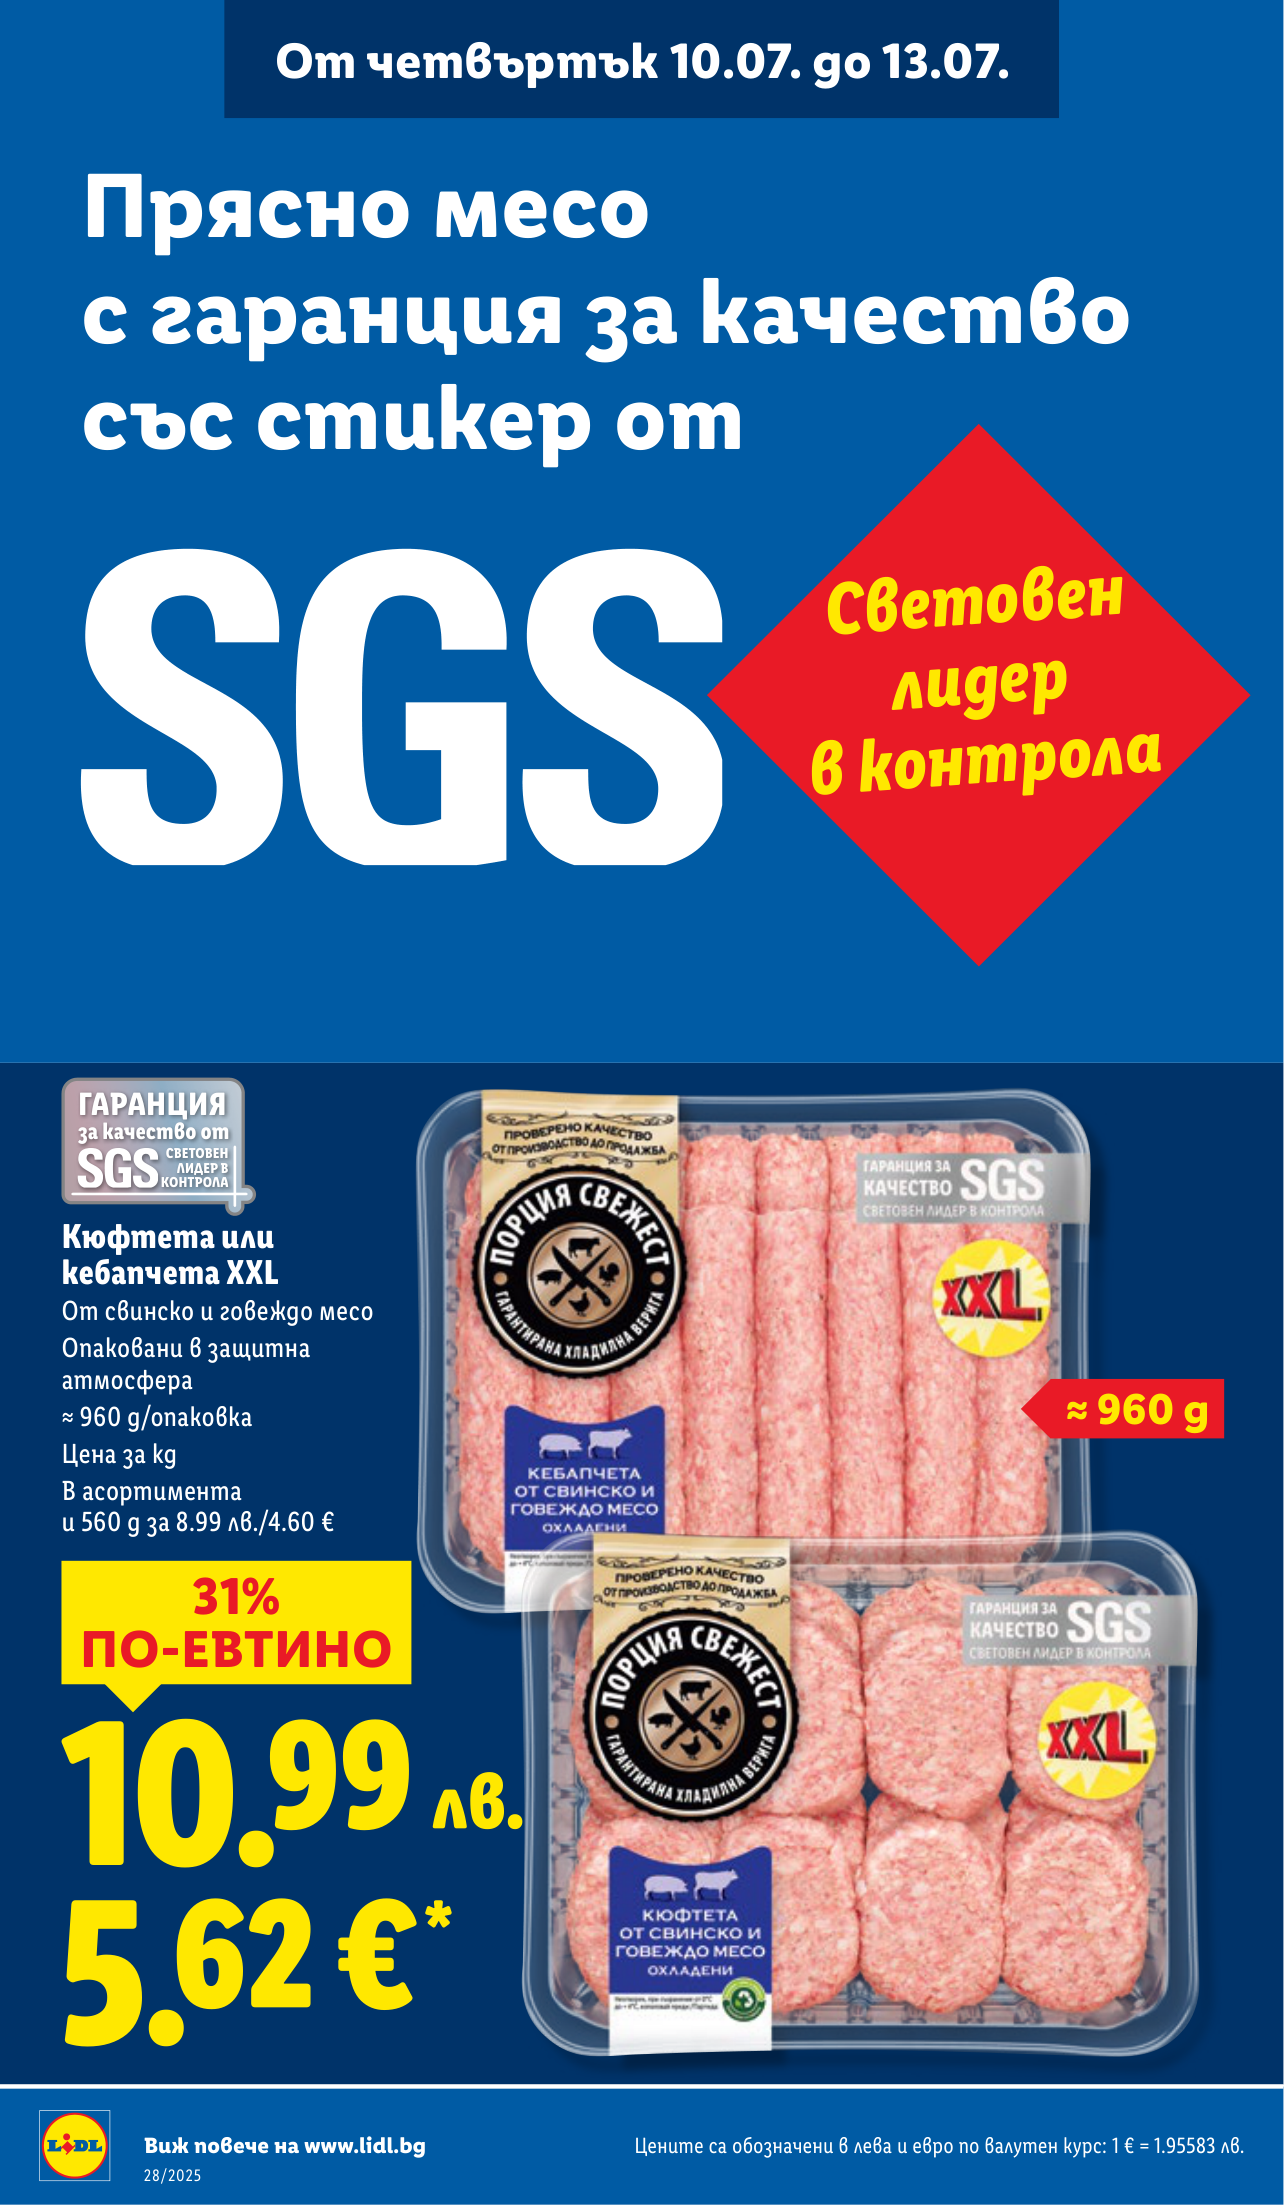 От четвъртък 10.07. до 13.07.
Прясно месо
с гаранция за качество
със стикер от
SGS
Световен
лидер
в контрола
ГАРАНЦИЯ
за качество от
SGS
СВЕТОВЕН
ЛИДЕР В
КОНТРОЛА
Кюфтета или
кебапчета XXL
От свинско и говеждо месо
Опаковани в защитна
атмосфера
≈ 960 g/опаковка
Цена за kg
В асортимента
и 560 g за 8.99 лв./4.60 €
31%
ПО-ЕВТИНО
10.99 лв.
5.62 €*
ПРОВЕРЕНО КАЧЕСТВО
ОТ ПРОИЗВОДСТВО ДО ПРОДАЖБА
ПОРЦИЯ СВЕЖЕСТ
ГАРАНТИРАНА ХЛАДИЛНА ВЕРИГА
ГАРАНЦИЯ ЗА
КАЧЕСТВО SGS
СВЕТОВЕН ЛИДЕР В КОНТРОЛА
XXL
КЕБАПЧЕТА
ОТ СВИНСКО И
ГОВЕЖДО МЕСО
ОХЛАДЕНИ
≈ 960 g
ПРОВЕРЕНО КАЧЕСТВО
ОТ ПРОИЗВОДСТВО ДО ПРОДАЖБА
ПОРЦИЯ СВЕЖЕСТ
ГАРАНТИРАНА ХЛАДИЛНА ВЕРИГА
ГАРАНЦИЯ ЗА
КАЧЕСТВО SGS
СВЕТОВЕН ЛИДЕР В КОНТРОЛА
XXL
КЮФТЕТА
ОТ СВИНСКО И
ГОВЕЖДО МЕСО
ОХЛАДЕНИ
LIDL
Виж повече на www.lidl.bg
28/2025
Цените са обозначени в лева и евро по валутен курс: 1 € = 1.95583 лв.